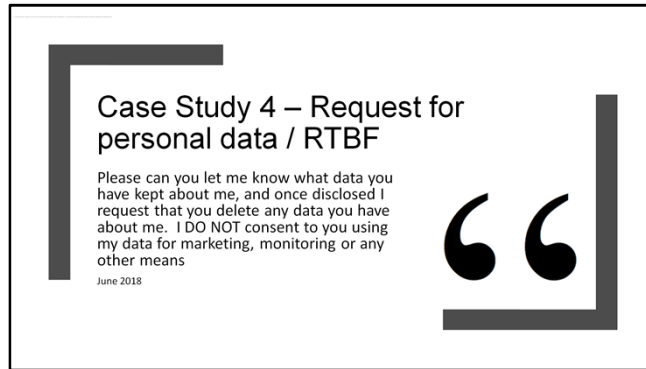 Case Study 4 – Request for
personal data / RTBF
Please can you let me know what data you
have kept about me, and once disclosed I
request that you delete any data you have
about me.  I DO NOT consent to you using
my data for marketing, monitoring or any
other means
June 2018
“